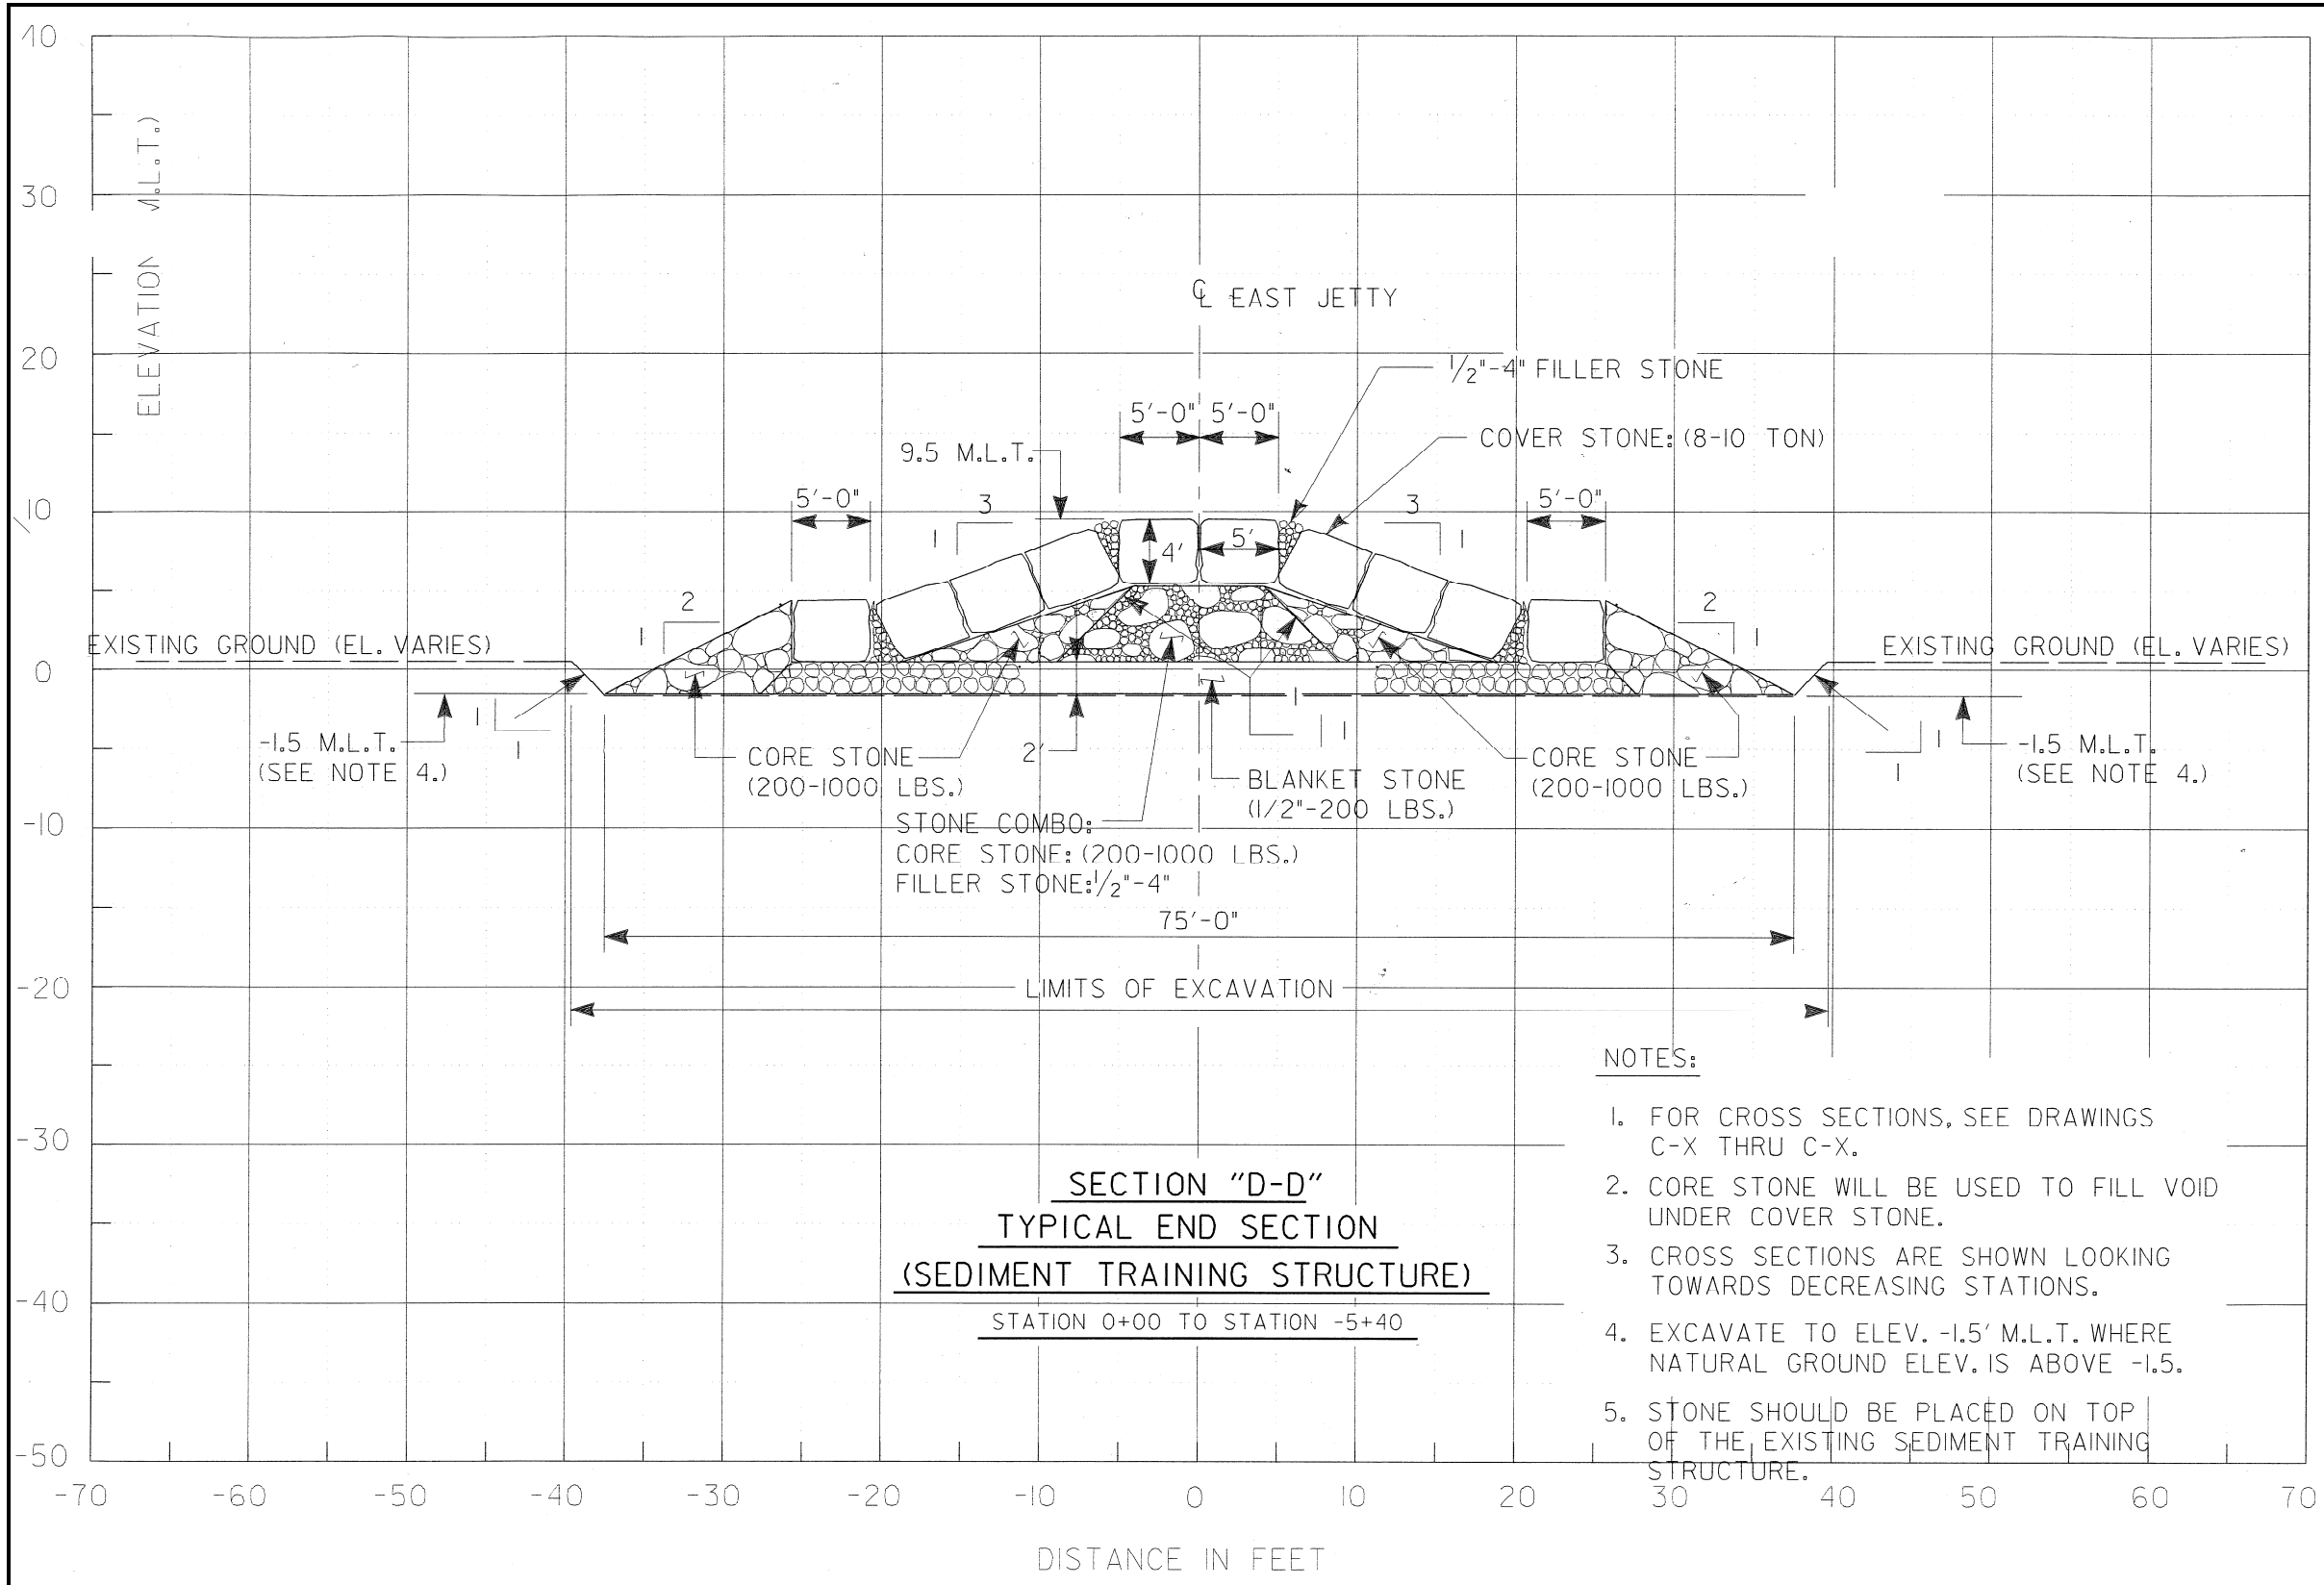 40
30
20
10
0
-10
-20
-30
-40
-50
ELEVATION M.L.T.)
℄ EAST JETTY
1/2"-4" FILLER STONE
5'-0" 5'-0"
COVER STONE: (8-10 TON)
9.5 M.L.T.
5'-0"
3
1
3
1
5'-0"
4'
5'
2
1
2
1
EXISTING GROUND (EL. VARIES)
EXISTING GROUND (EL. VARIES)
-1.5 M.L.T.
(SEE NOTE 4.)
1
1
CORE STONE
(200-1000 LBS.)
2'
1
1
BLANKET STONE
(1/2"-200 LBS.)
CORE STONE
(200-1000 LBS.)
1
1
-1.5 M.L.T.
(SEE NOTE 4.)
STONE COMBO:
CORE STONE: (200-1000 LBS.)
FILLER STONE: 1/2"-4"
75'-0"
LIMITS OF EXCAVATION
SECTION "D-D"
TYPICAL END SECTION
(SEDIMENT TRAINING STRUCTURE)
STATION 0+00 TO STATION -5+40
NOTES:
1. FOR CROSS SECTIONS, SEE DRAWINGS
C-X THRU C-X.
2. CORE STONE WILL BE USED TO FILL VOID
UNDER COVER STONE.
3. CROSS SECTIONS ARE SHOWN LOOKING
TOWARDS DECREASING STATIONS.
4. EXCAVATE TO ELEV. -1.5' M.L.T. WHERE
NATURAL GROUND ELEV. IS ABOVE -1.5.
5. STONE SHOULD BE PLACED ON TOP
OF THE EXISTING SEDIMENT TRAINING
STRUCTURE.
-70 -60 -50 -40 -30 -20 -10 0 10 20 30 40 50 60 70
DISTANCE IN FEET